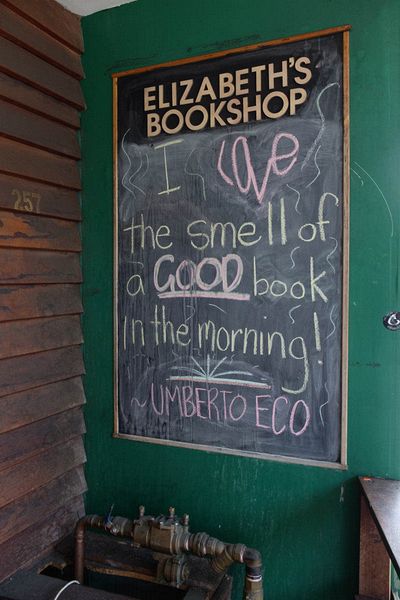 ELIZABETH'S
BOOKSHOP
I love
the smell of
a GOOD book
in the morning!
~UMBERTO ECO
257